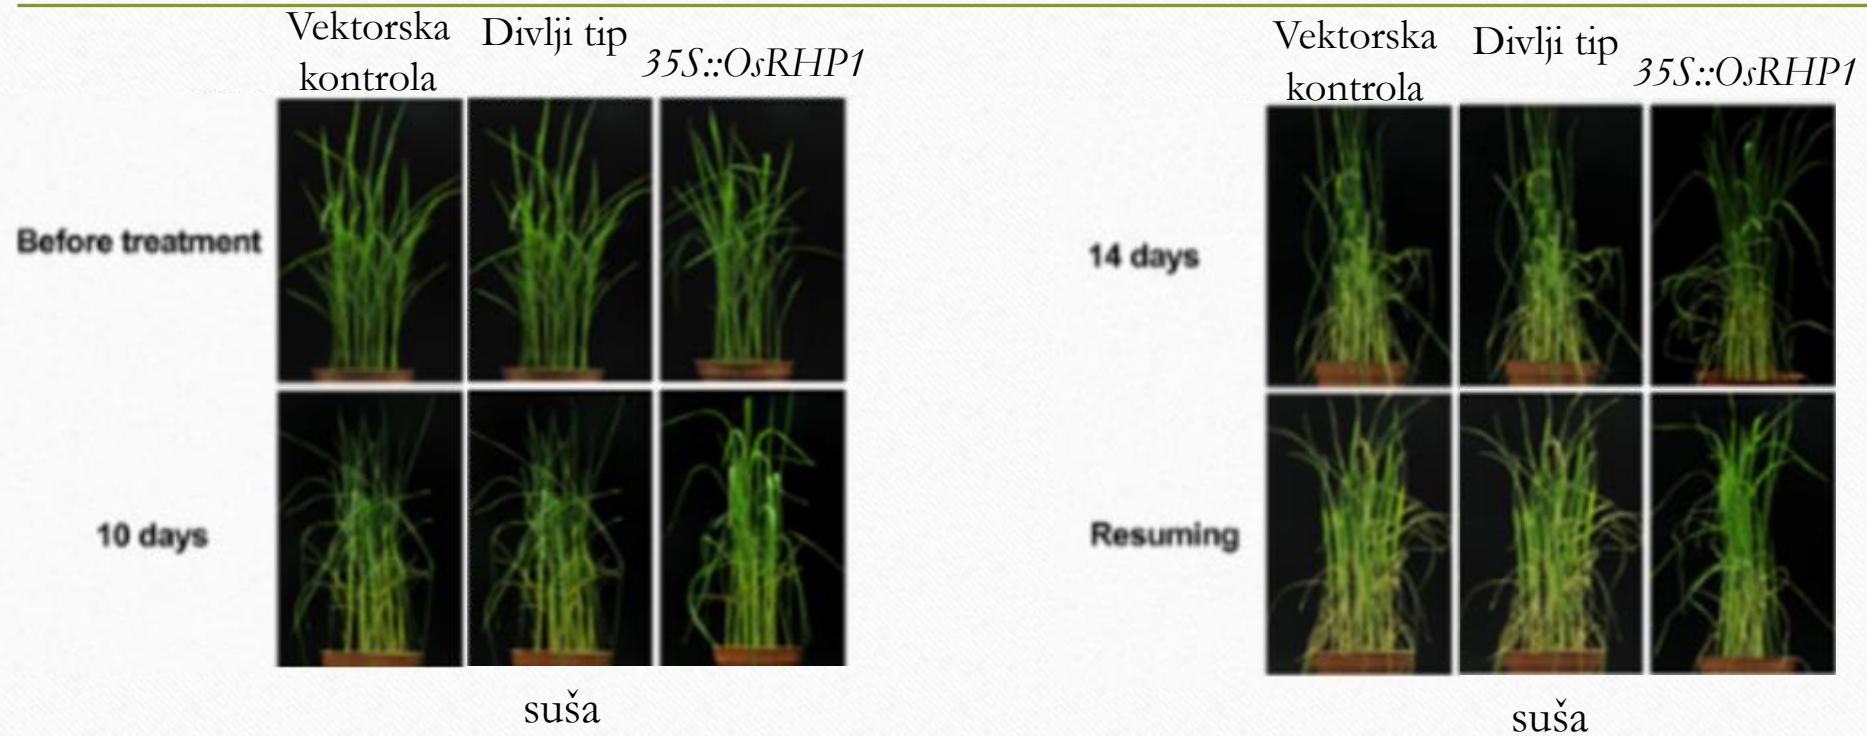 Vektorska
kontrola
Divlji tip
35S::OsRHP1
Before treatment
10 days
suša
Vektorska
kontrola
Divlji tip
35S::OsRHP1
14 days
Resuming
suša